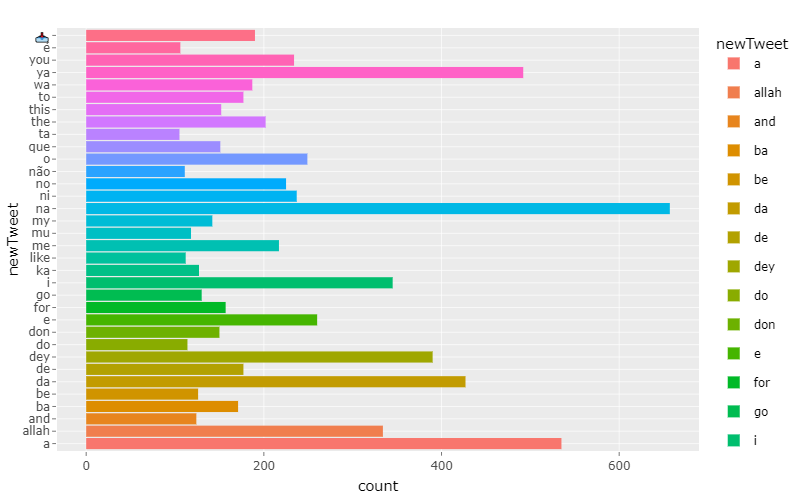 newTweet
é
you
ya
wa
to
this
the
ta
que
o
não
no
ni
na
my
mu
me
like
ka
i
go
for
e
don
do
dey
de
da
be
ba
and
allah
a
0 200 400 600
count
newTweet
a
allah
and
ba
be
da
de
dey
do
don
e
for
go
i